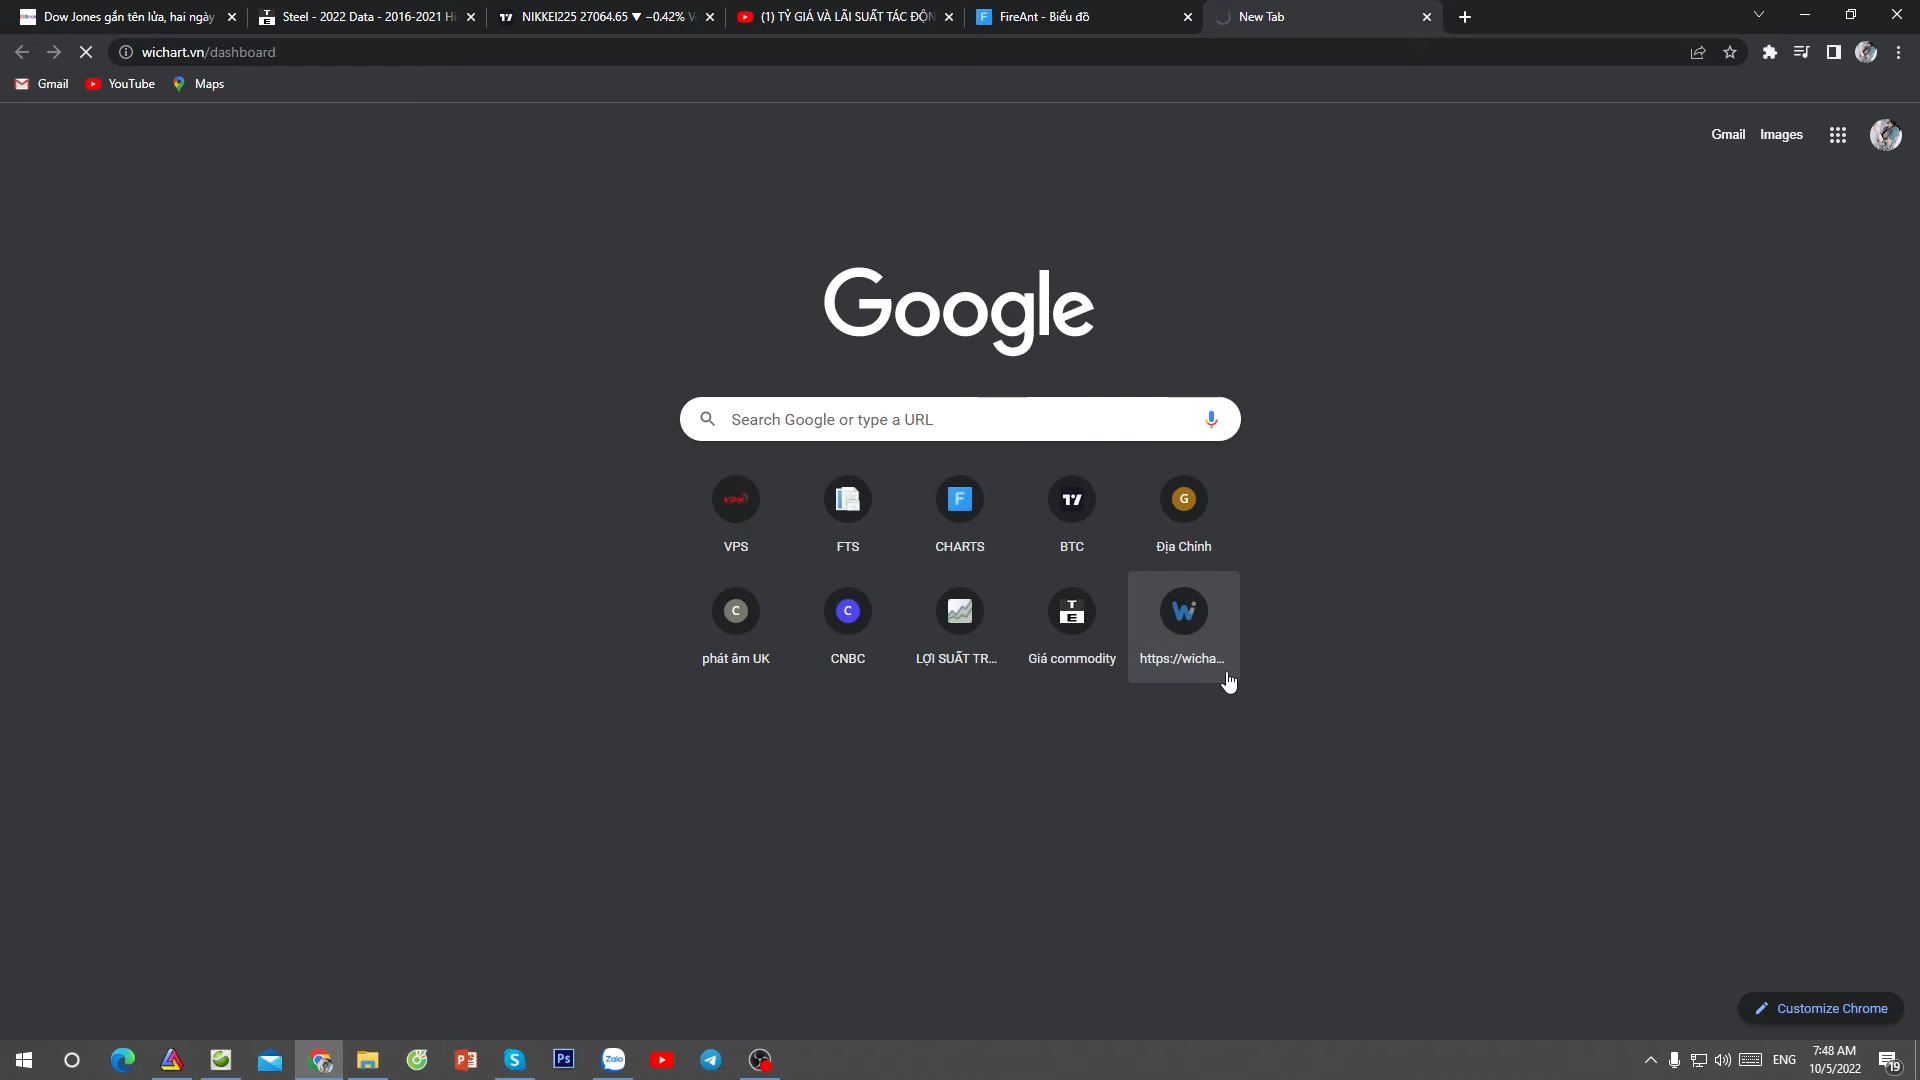 Dow Jones gắn tên lửa, hai ngày
Steel - 2022 Data - 2016-2021 Hi
NIKKEI225 27064.65 ▼ −0.42%
(1) TỶ GIÁ VÀ LÃI SUẤT TÁC ĐỘN
FireAnt - Biểu đồ
New Tab
wichart.vn/dashboard
Gmail
YouTube
Maps
Gmail
Images
Google
Search Google or type a URL
VPS
FTS
CHARTS
BTC
Địa Chính
phát âm UK
CNBC
LỢI SUẤT TR...
Giá commodity
https://wicha...
Customize Chrome
ENG
7:48 AM
10/5/2022
19